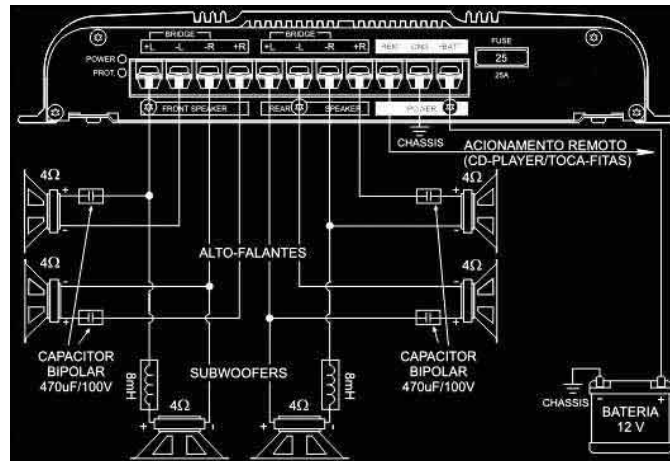 BRIDGE BRIDGE
+L -L -R +R +L -L -R +R REM GND +BATT
FUSE
POWER
PROT.
25
25A
FRONT SPEAKER REAR SPEAKER POWER
CHASSIS
ACIONAMENTO REMOTO
(CD-PLAYER/TOCA-FITAS)
4Ω 4Ω
+ +
- -
ALTO-FALANTES
4Ω 4Ω
- -
+ +
CAPACITOR
BIPOLAR
470uF/100V
CAPACITOR
BIPOLAR
470uF/100V
8mH SUBWOOFERS 8mH
4Ω 4Ω
+ - + -
CHASSIS
- +
BATERIA
12 V